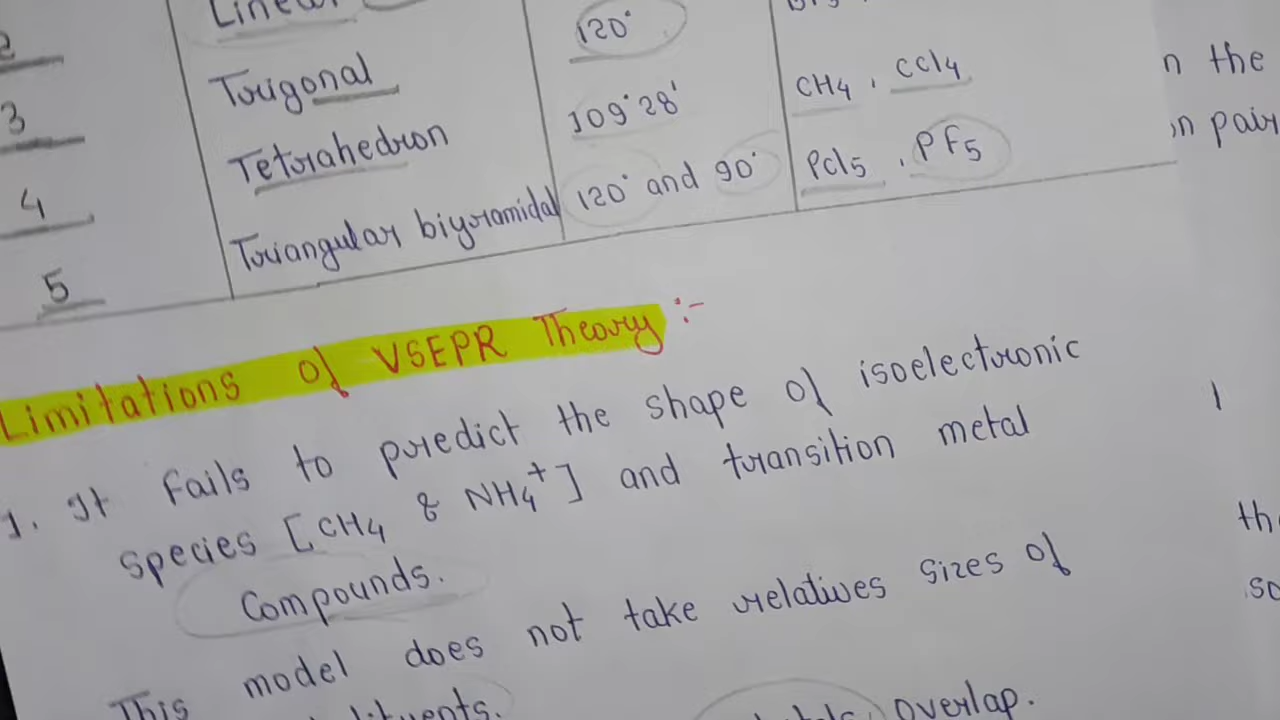 2 Linear 120°
3 Trigonal 109°28' CH4, CCl4
4 Tetrahedron 120° and 90° PCl5, PF5
5 Triangular biyramidal
n the
on pair
Limitations of VSEPR Theory :-
1. It fails to predict the shape of isoelectronic
species [CH4 & NH4+] and transition metal
Compounds.
This model does not take relatives sizes of
overlap.